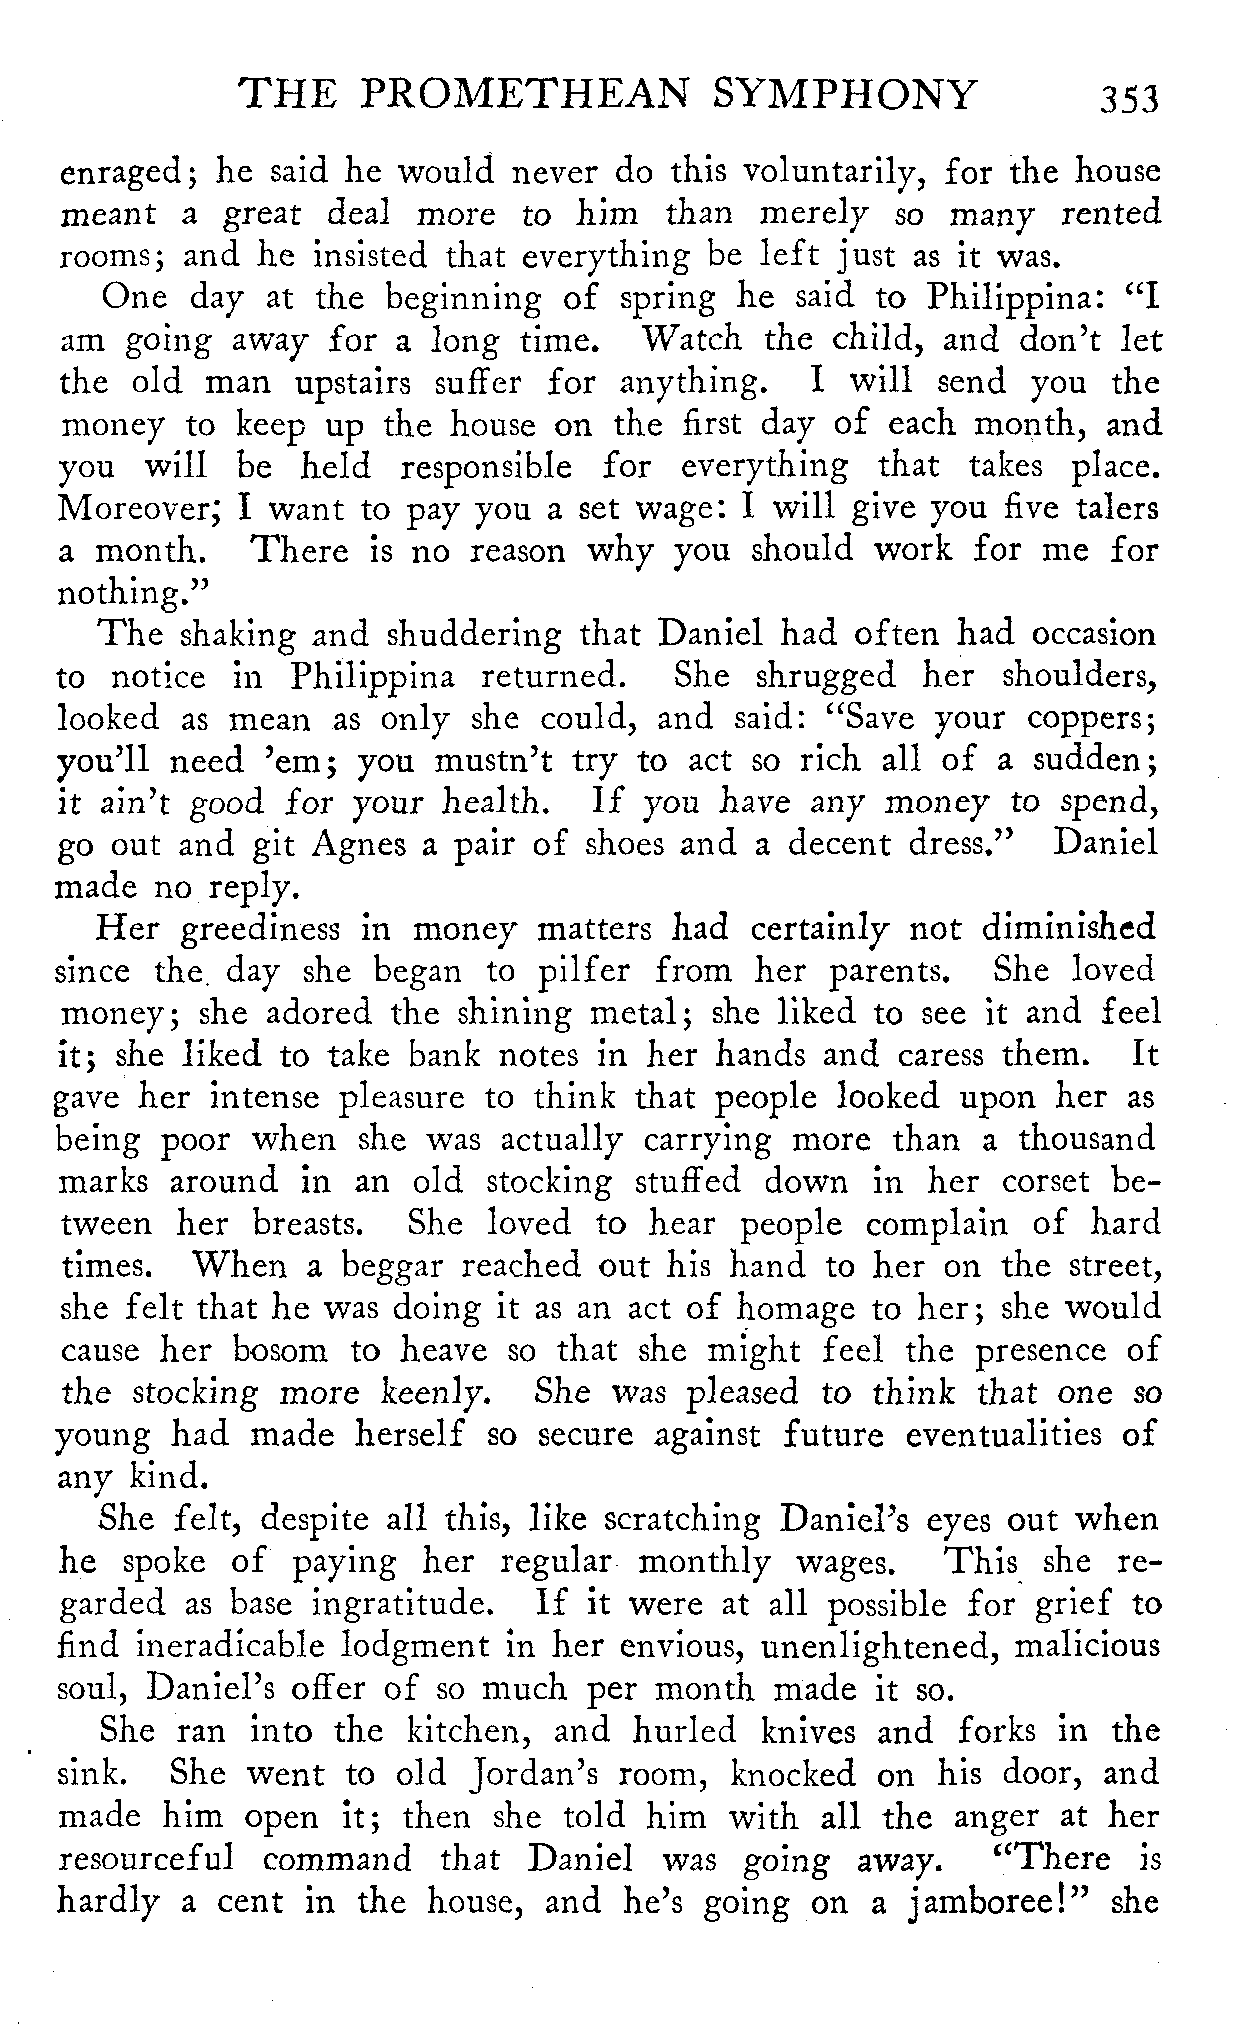 THE PROMETHEAN SYMPHONY 353
enraged; he said he would never do this voluntarily, for the house
meant a great deal more to him than merely so many rented
rooms; and he insisted that everything be left just as it was.
One day at the beginning of spring he said to Philippina: “I
am going away for a long time. Watch the child, and don’t let
the old man upstairs suffer for anything. I will send you the
money to keep up the house on the first day of each month, and
you will be held responsible for everything that takes place.
Moreover; I want to pay you a set wage: I will give you five talers
a month. There is no reason why you should work for me for
nothing.”
The shaking and shuddering that Daniel had often had occasion
to notice in Philippina returned. She shrugged her shoulders,
looked as mean as only she could, and said: “Save your coppers;
you’ll need ’em; you mustn’t try to act so rich all of a sudden;
it ain’t good for your health. If you have any money to spend,
go out and git Agnes a pair of shoes and a decent dress.” Daniel
made no reply.
Her greediness in money matters had certainly not diminished
since the day she began to pilfer from her parents. She loved
money; she adored the shining metal; she liked to see it and feel
it; she liked to take bank notes in her hands and caress them. It
gave her intense pleasure to think that people looked upon her as
being poor when she was actually carrying more than a thousand
marks around in an old stocking stuffed down in her corset be-
tween her breasts. She loved to hear people complain of hard
times. When a beggar reached out his hand to her on the street,
she felt that he was doing it as an act of homage to her; she would
cause her bosom to heave so that she might feel the presence of
the stocking more keenly. She was pleased to think that one so
young had made herself so secure against future eventualities of
any kind.
She felt, despite all this, like scratching Daniel’s eyes out when
he spoke of paying her regular monthly wages. This she re-
garded as base ingratitude. If it were at all possible for grief to
find ineradicable lodgment in her envious, unenlightened, malicious
soul, Daniel’s offer of so much per month made it so.
She ran into the kitchen, and hurled knives and forks in the
sink. She went to old Jordan’s room, knocked on his door, and
made him open it; then she told him with all the anger at her
resourceful command that Daniel was going away. “There is
hardly a cent in the house, and he’s going on a jamboree!” she